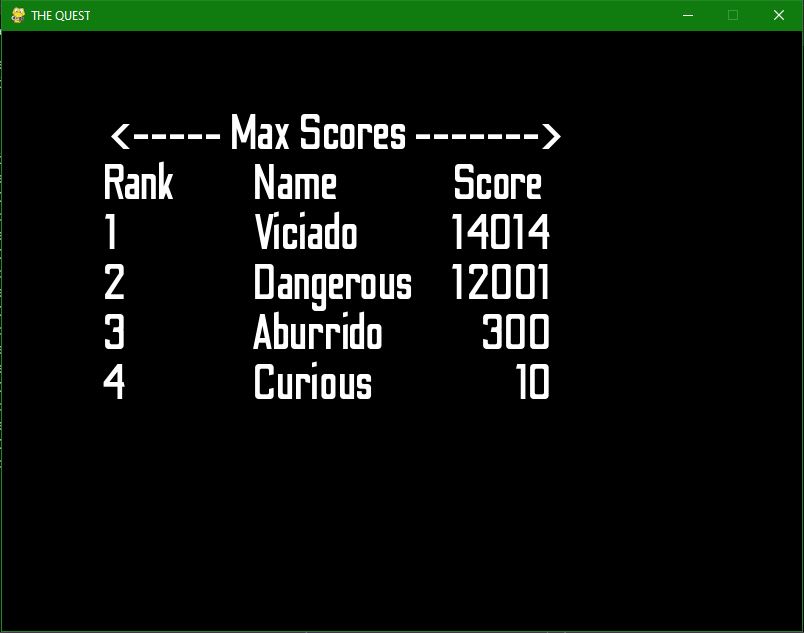 THE QUEST
<----- Max Scores ------->
Rank Name Score
1 Viciado 14014
2 Dangerous 12001
3 Aburrido 300
4 Curious 10